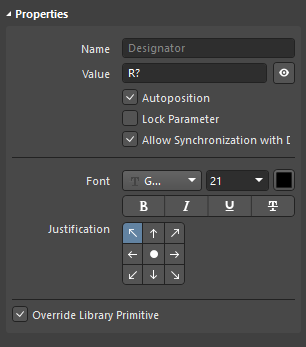 Properties
Name Designator
Value R?
Autoposition
Lock Parameter
Allow Synchronization with D
Font T G... 21
B I U T
Justification
Override Library Primitive